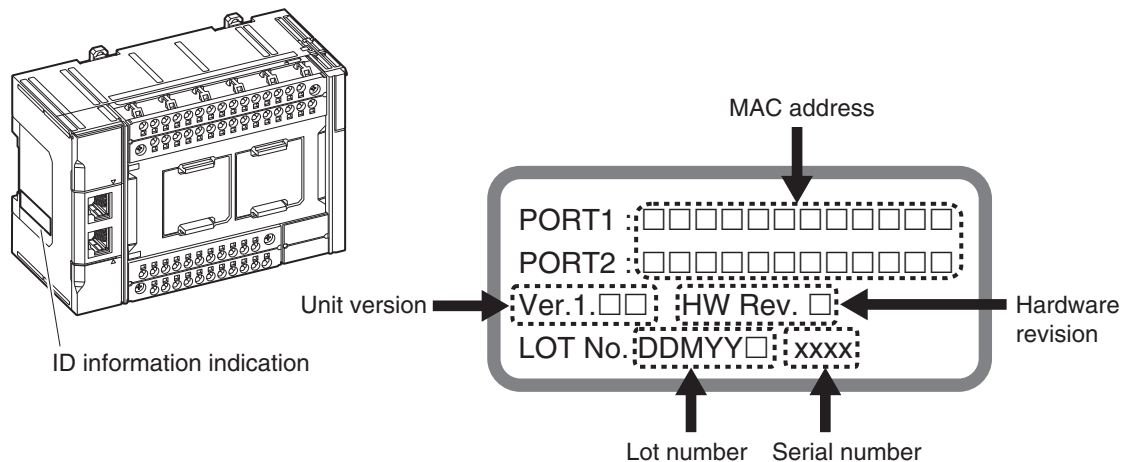 MAC address
PORT1 :□□□□□□□□□□□□
PORT2 :□□□□□□□□□□□□
Unit version
Ver.1.□□ HW Rev. □
Hardware
revision
LOT No. DDMYY□ xxxx
ID information indication
Lot number Serial number